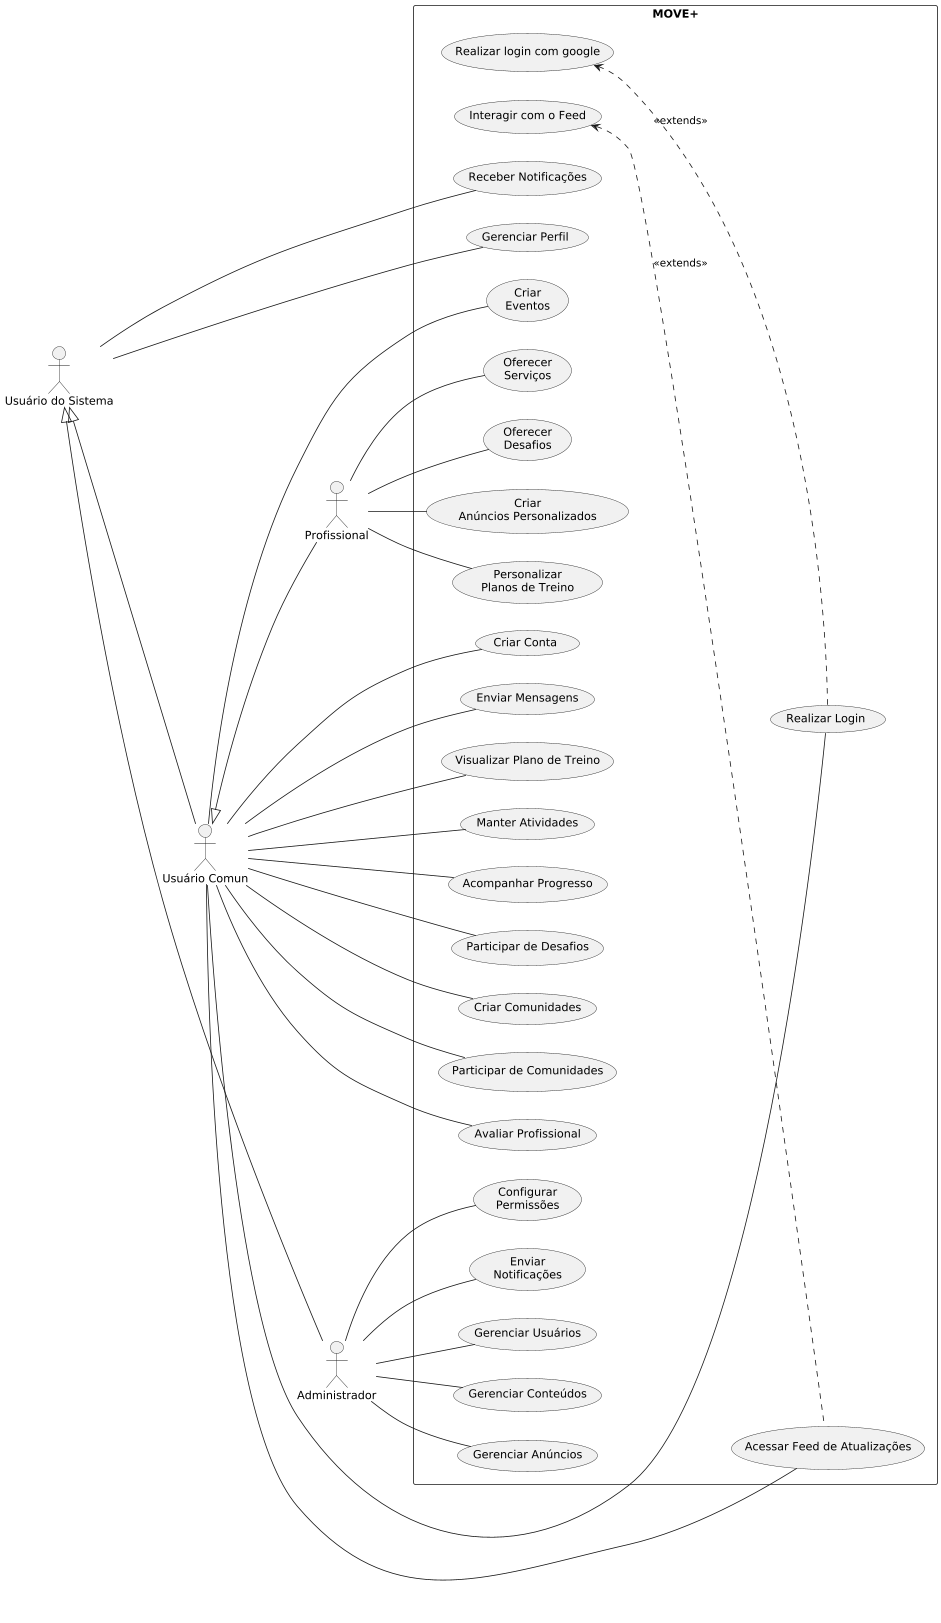 MOVE+
Realizar login com google
«extends»
Interagir com o Feed
Receber Notificações
Gerenciar Perfil
«extends»
Criar
Eventos
Oferecer
Serviços
Usuário do Sistema
Oferecer
Desafios
Criar
Anúncios Personalizados
Profissional
Personalizar
Planos de Treino
Criar Conta
Enviar Mensagens
Realizar Login
Visualizar Plano de Treino
Manter Atividades
Usuário Comun
Acompanhar Progresso
Participar de Desafios
Criar Comunidades
Participar de Comunidades
Avaliar Profissional
Configurar
Permissões
Enviar
Notificações
Gerenciar Usuários
Administrador
Gerenciar Conteúdos
Gerenciar Anúncios
Acessar Feed de Atualizações